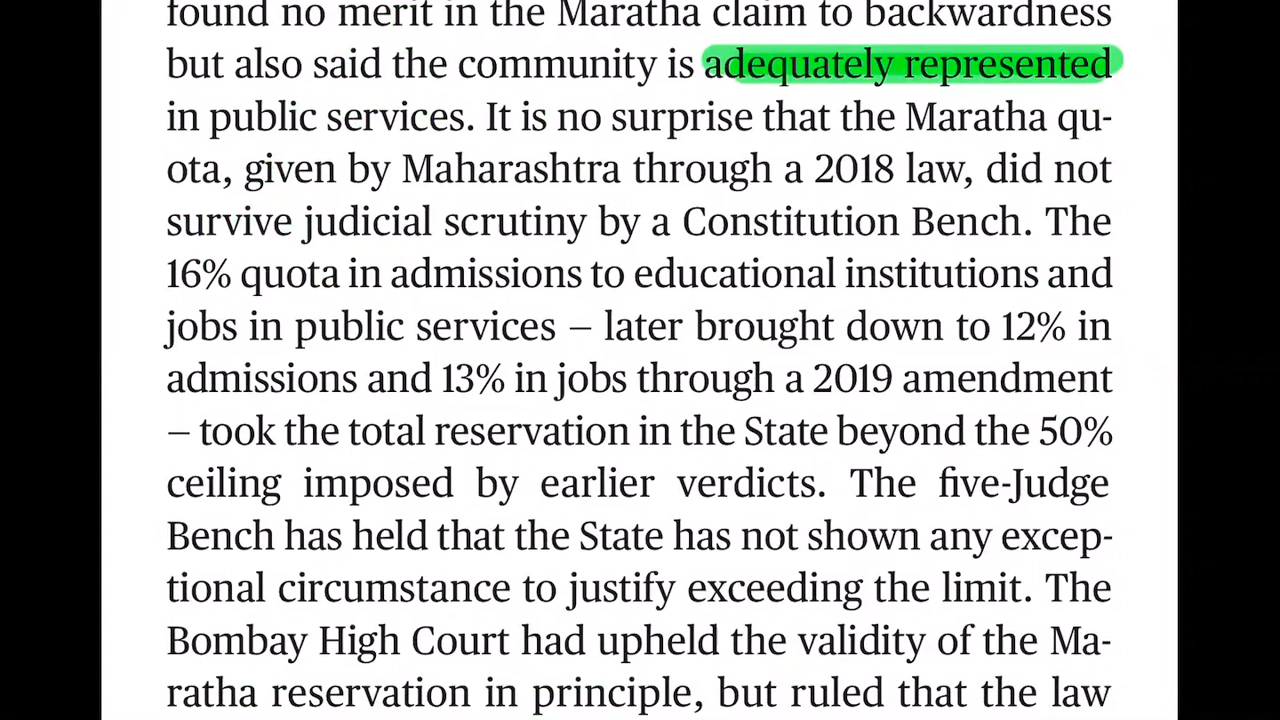 found no merit in the Maratha claim to backwardness
but also said the community is adequately represented
in public services. It is no surprise that the Maratha qu-
ota, given by Maharashtra through a 2018 law, did not
survive judicial scrutiny by a Constitution Bench. The
16% quota in admissions to educational institutions and
jobs in public services – later brought down to 12% in
admissions and 13% in jobs through a 2019 amendment
– took the total reservation in the State beyond the 50%
ceiling imposed by earlier verdicts. The five-Judge
Bench has held that the State has not shown any excep-
tional circumstance to justify exceeding the limit. The
Bombay High Court had upheld the validity of the Ma-
ratha reservation in principle, but ruled that the law